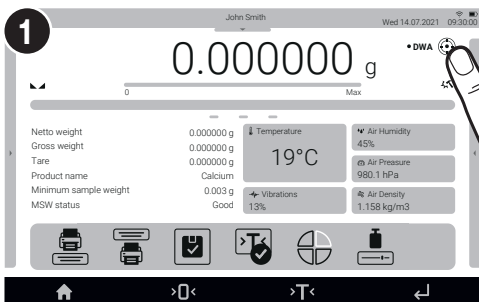 1
John Smith
Wed 14.07.2021 09:30:00
0.000000 g
• DWA
0 Max
Netto weight 0.000000 g
Gross weight 0.000000 g
Tare 0.000000 g
Product name Calcium
Minimum sample weight 0.003 g
MSW status Good
Temperature
19°C
Vibrations
13%
Air Humidity
45%
Air Preasure
980.1 hPa
Air Density
1.158 kg/m3
>T<
>0<
>T<